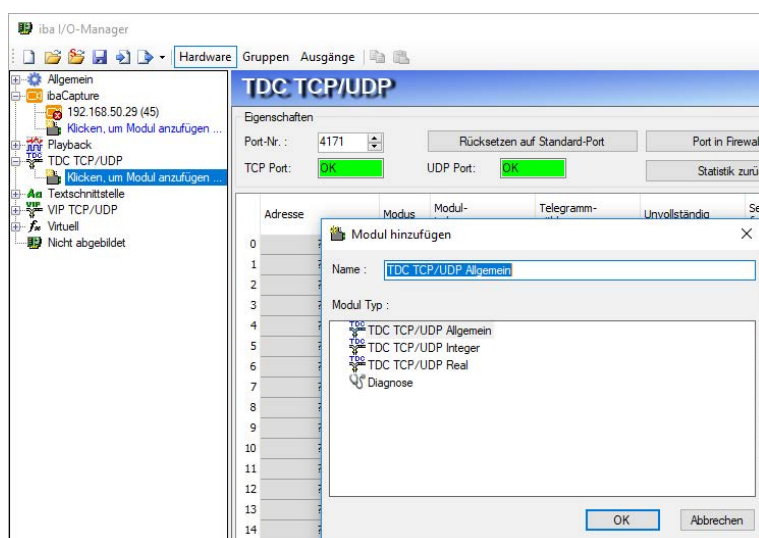 iba I/O-Manager
Hardware Gruppen Ausgänge
Allgemein
ibaCapture
192.168.50.29 (45)
Klicken, um Modul anzufügen ...
Playback
TDC TCP/UDP
Klicken, um Modul anzufügen ...
Textschnittstelle
VIP TCP/UDP
Virtuell
Nicht abgebildet
TDC TCP/UDP
Eigenschaften
Port-Nr. : 4171 Rücksetzen auf Standard-Port Port in Firewal
TCP Port: OK UDP Port: OK Statistik zurü
Adresse Modus Modul- Telegramm- Unvollständig Se
0
1
2
3
4
5
6
7
8
9
10
11
12
13
14
Modul hinzufügen
Name : TDC TCP/UDP Allgemein
Modul Typ :
TDC TCP/UDP Allgemein
TDC TCP/UDP Integer
TDC TCP/UDP Real
Diagnose
OK Abbrechen